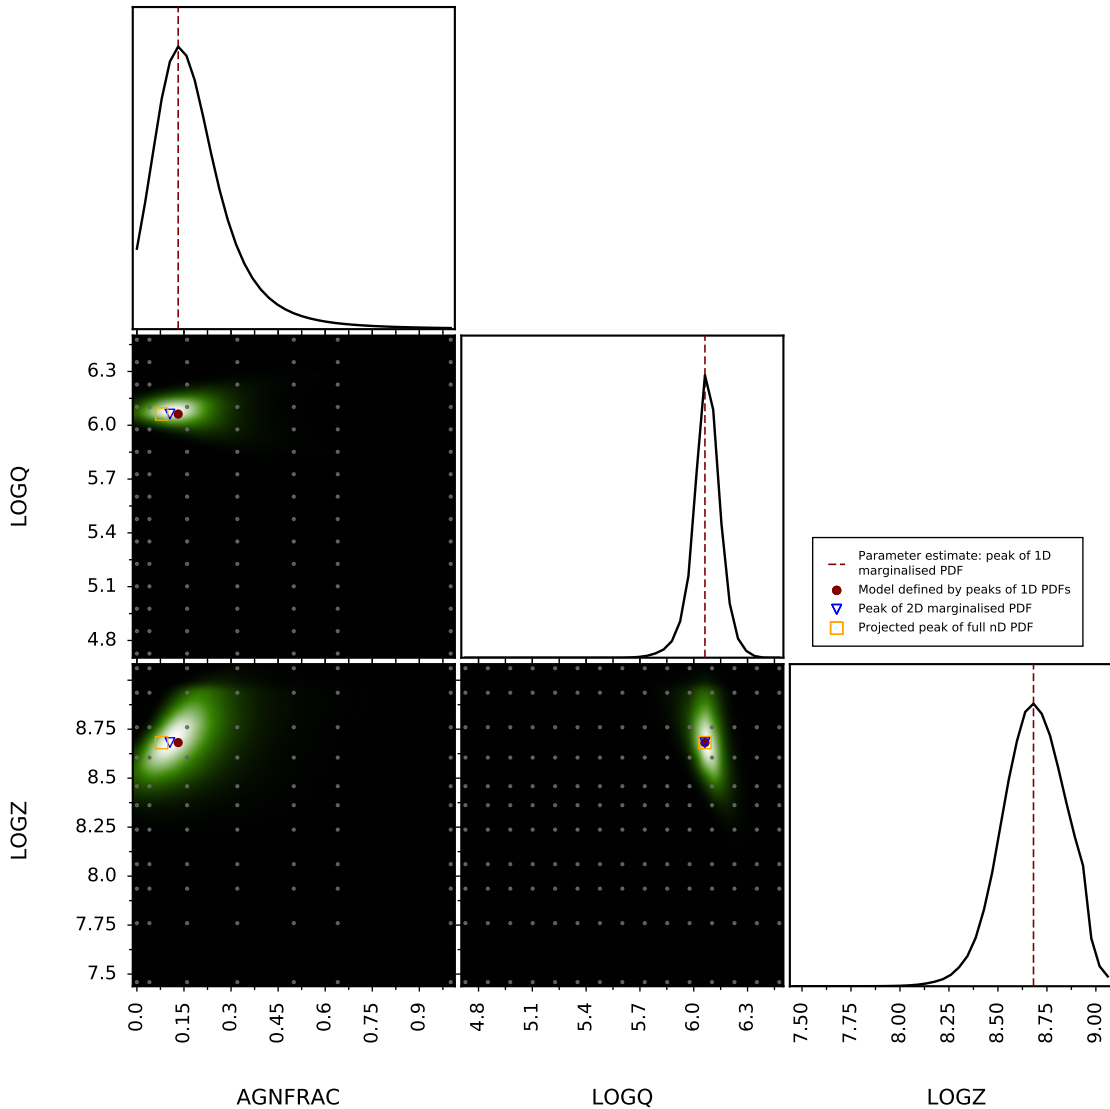 6.3
6.0
5.7
5.4
5.1
4.8
LOGQ
Parameter estimate: peak of 1D
marginalised PDF
Model defined by peaks of 1D PDFs
Peak of 2D marginalised PDF
Projected peak of full nD PDF
8.75
8.5
8.25
8.0
7.75
7.5
LOGZ
0.0 0.15 0.3 0.45 0.6 0.75 0.9
4.8 5.1 5.4 5.7 6.0 6.3
7.50 7.75 8.00 8.25 8.50 8.75 9.00
AGNFRAC LOGQ LOGZ